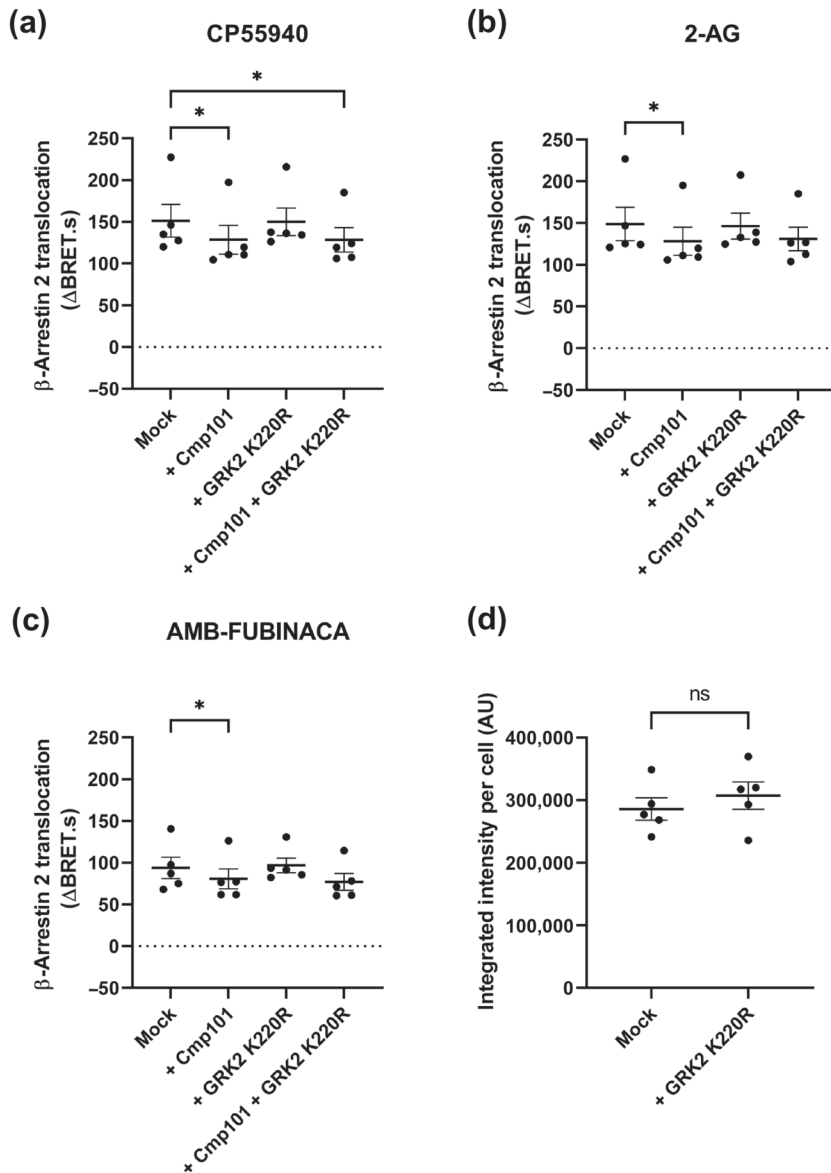 (a)
CP55940
*
*
β-Arrestin 2 translocation
(ΔBRET.s)
250
200
150
100
50
0
–50
Mock
+ Cmp101
+ GRK2 K220R
+ Cmp101 + GRK2 K220R
(b)
2-AG
*
β-Arrestin 2 translocation
(ΔBRET.s)
250
200
150
100
50
0
–50
Mock
+ Cmp101
+ GRK2 K220R
+ Cmp101 + GRK2 K220R
(c)
AMB-FUBINACA
*
β-Arrestin 2 translocation
(ΔBRET.s)
250
200
150
100
50
0
–50
Mock
+ Cmp101
+ GRK2 K220R
+ Cmp101 + GRK2 K220R
(d)
ns
Integrated intensity per cell (AU)
400,000
300,000
200,000
100,000
0
Mock
+ GRK2 K220R